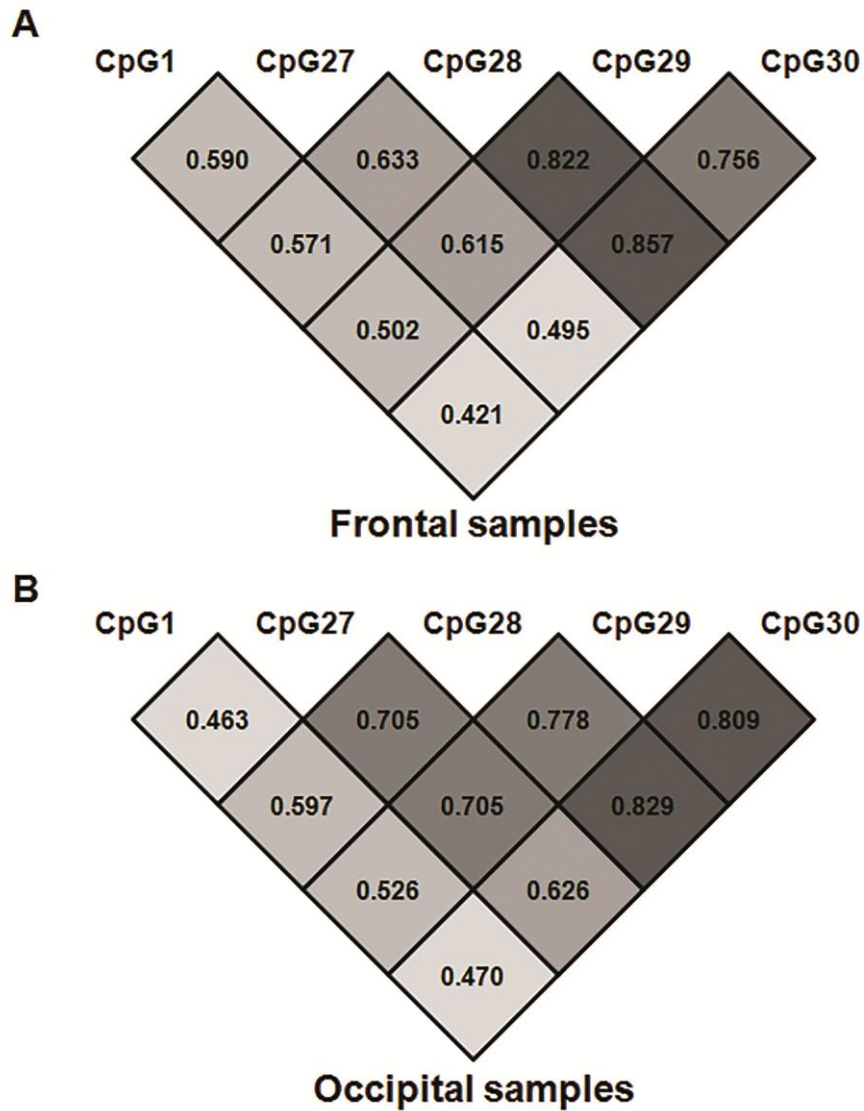 A
CpG1 CpG27 CpG28 CpG29 CpG30
0.590 0.633 0.822 0.756
0.571 0.615 0.857
0.502 0.495
0.421
Frontal samples
B
CpG1 CpG27 CpG28 CpG29 CpG30
0.463 0.705 0.778 0.809
0.597 0.705 0.829
0.526 0.626
0.470
Occipital samples